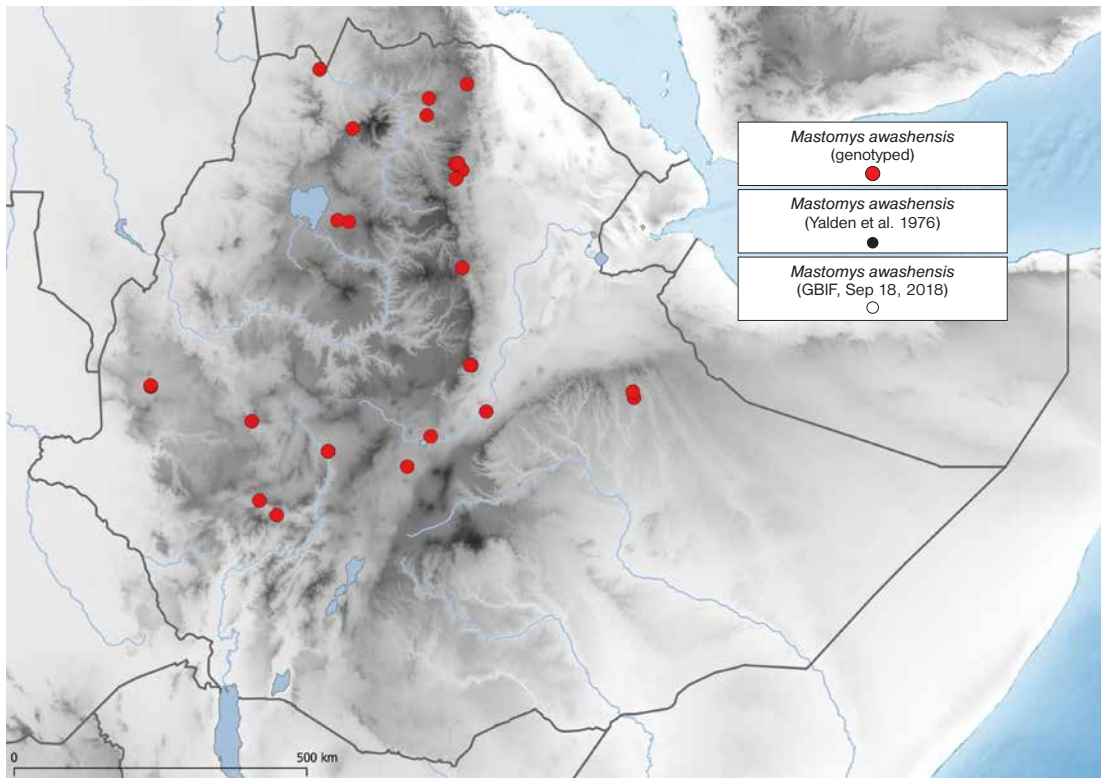 Mastomys awashensis
(genotyped)
Mastomys awashensis
(Yalden et al. 1976)
Mastomys awashensis
(GBIF, Sep 18, 2018)
0 500 km